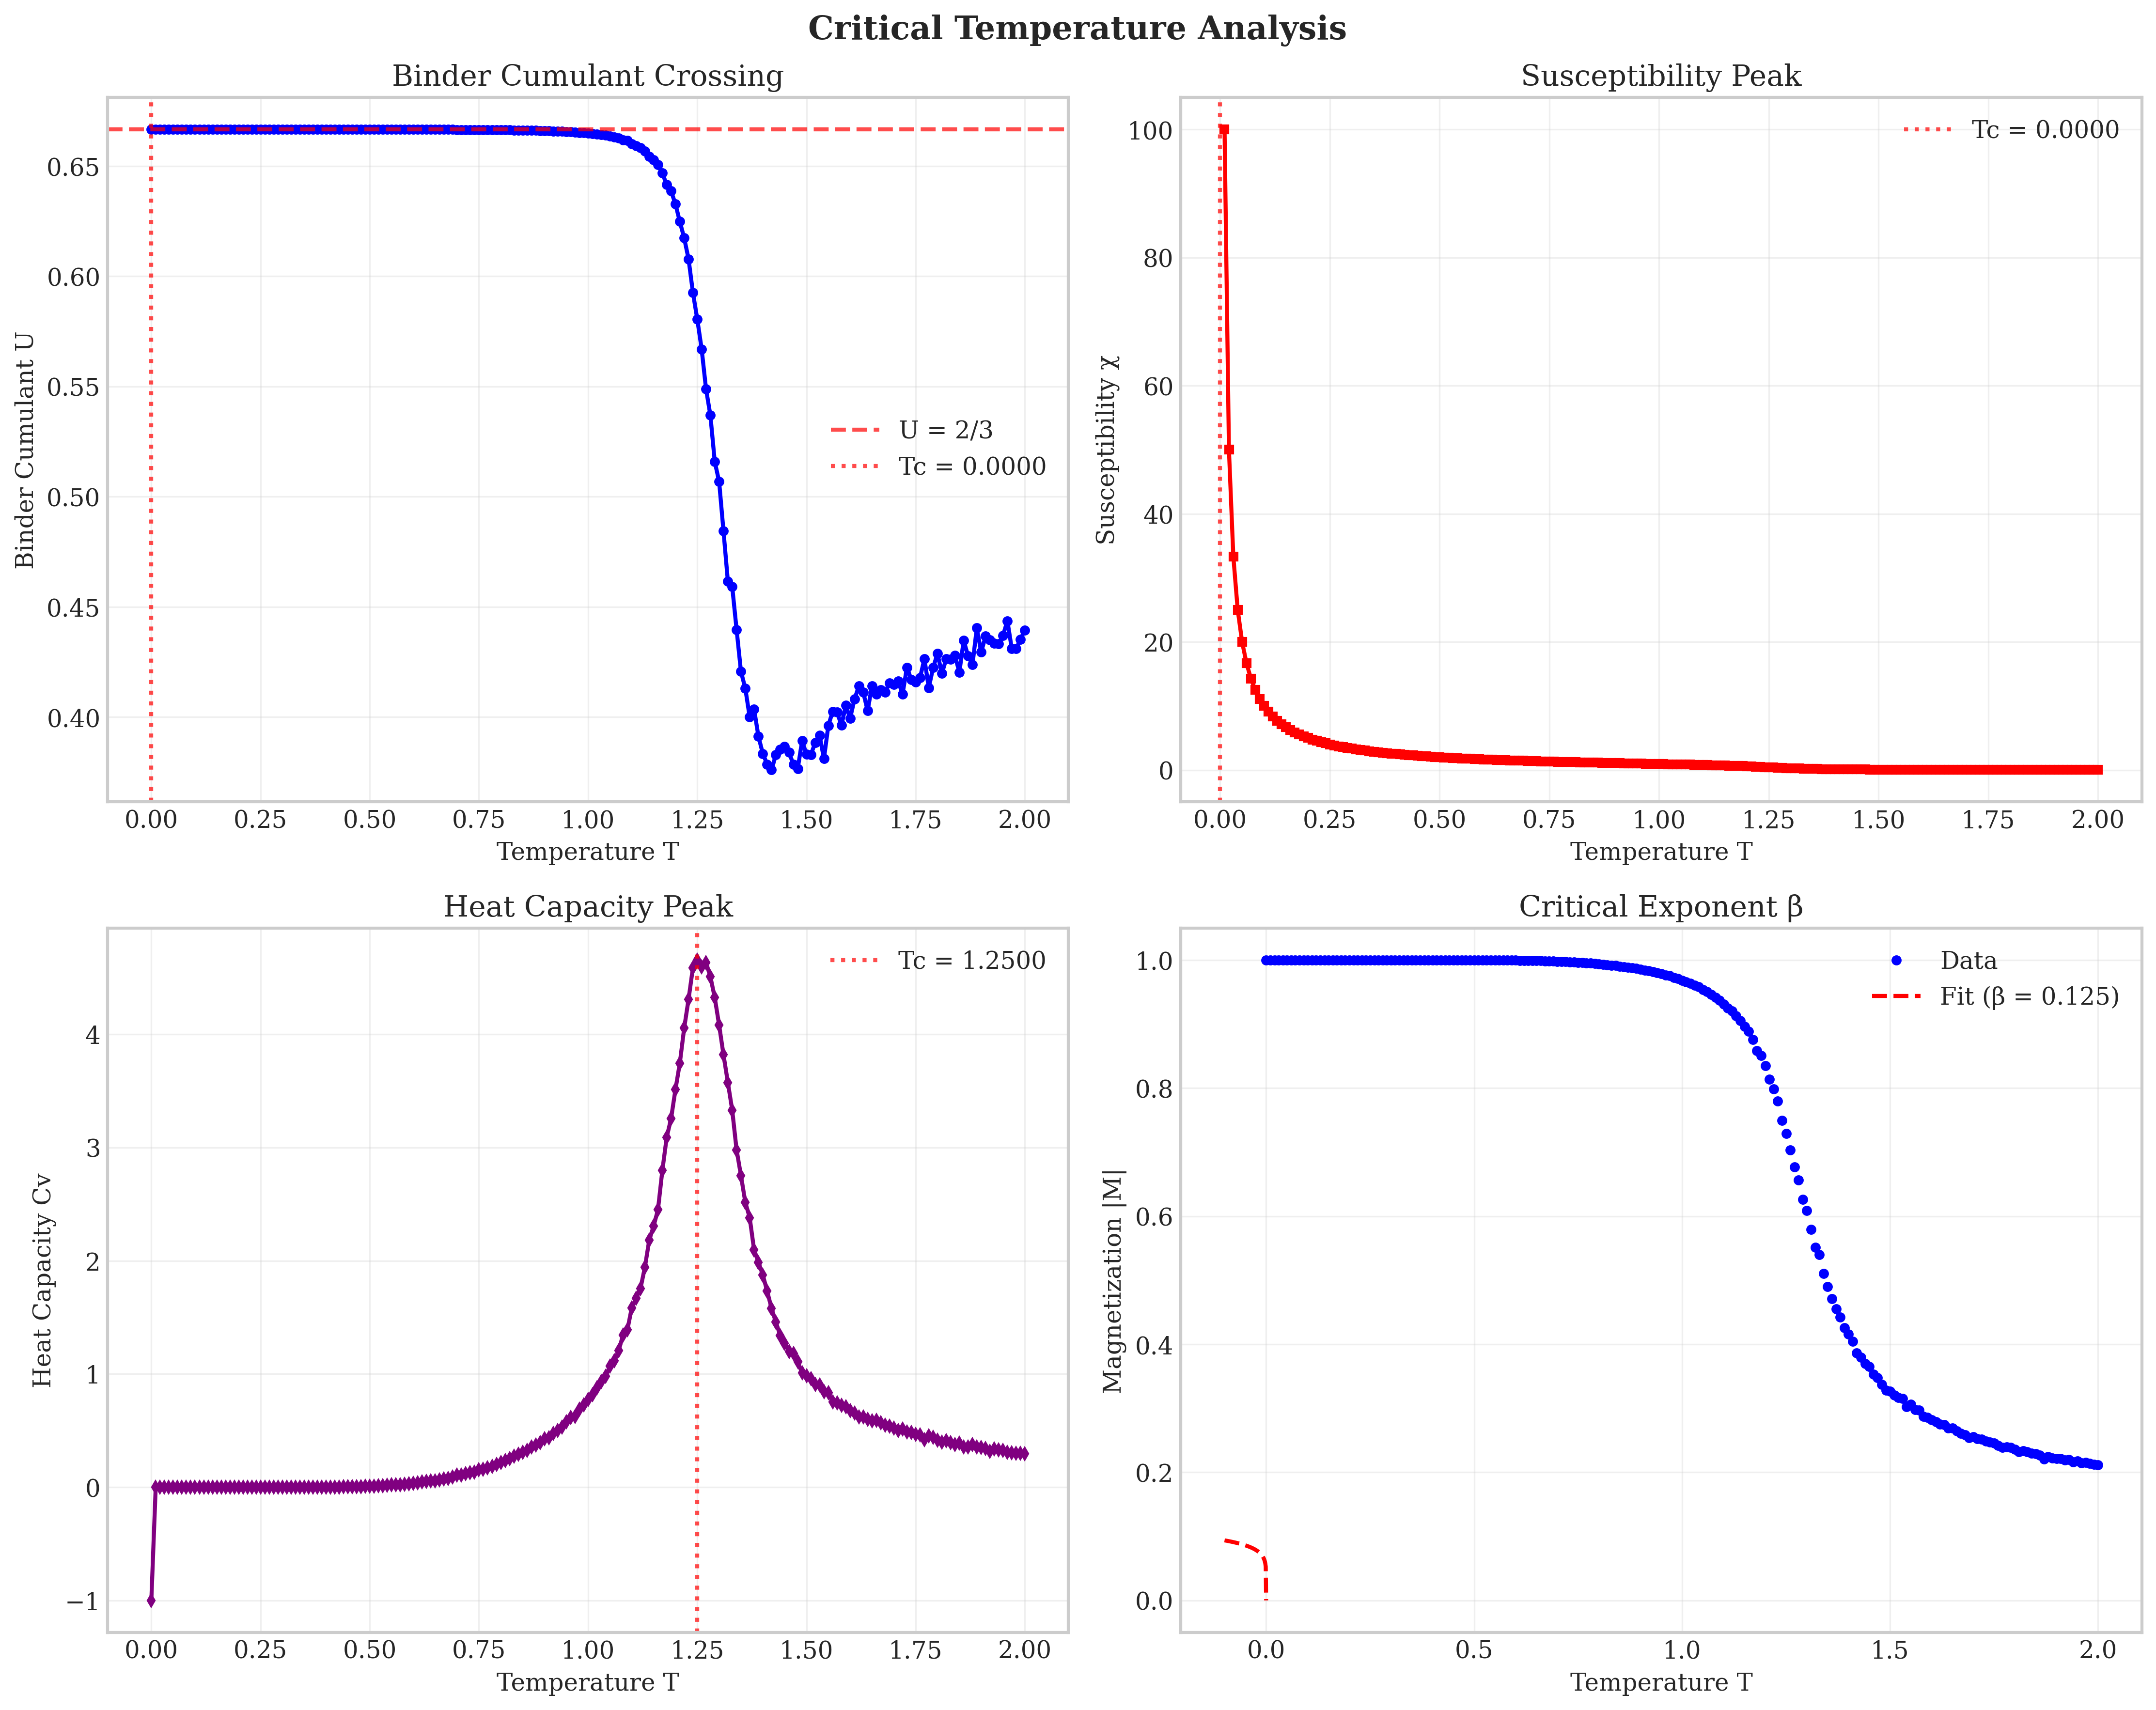 Critical Temperature Analysis
Binder Cumulant Crossing
Binder Cumulant U
0.65
0.60
0.55
0.50
0.45
0.40
U = 2/3
Tc = 0.0000
0.00 0.25 0.50 0.75 1.00 1.25 1.50 1.75 2.00
Temperature T
Susceptibility Peak
Susceptibility χ
100
80
60
40
20
0
Tc = 0.0000
0.00 0.25 0.50 0.75 1.00 1.25 1.50 1.75 2.00
Temperature T
Heat Capacity Peak
Heat Capacity Cv
4
3
2
1
0
−1
Tc = 1.2500
0.00 0.25 0.50 0.75 1.00 1.25 1.50 1.75 2.00
Temperature T
Critical Exponent β
Magnetization |M|
1.0
0.8
0.6
0.4
0.2
0.0
Data
Fit (β = 0.125)
0.0 0.5 1.0 1.5 2.0
Temperature T